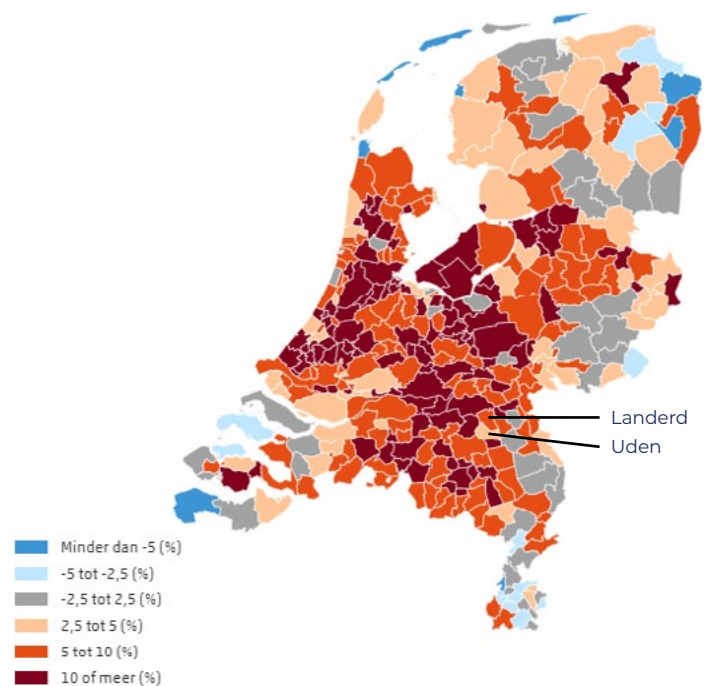 Landerd
Uden
Minder dan -5 (%)
-5 tot -2,5 (%)
-2,5 tot 2,5 (%)
2,5 tot 5 (%)
5 tot 10 (%)
10 of meer (%)